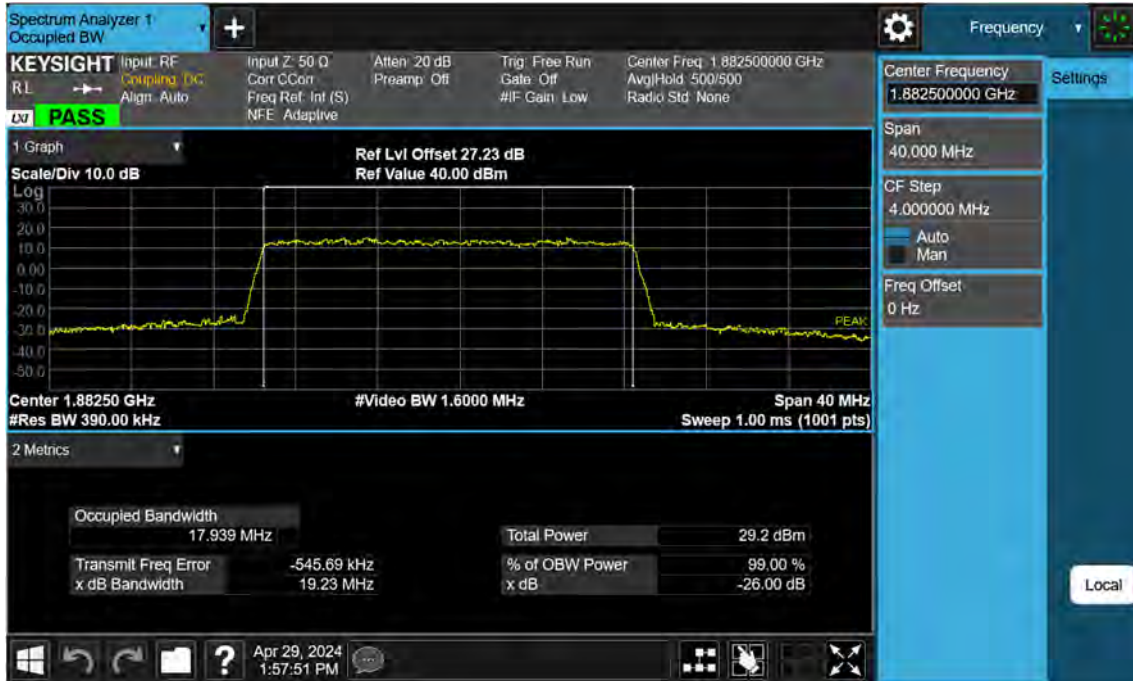 Spectrum Analyzer 1
Occupied BW
+
Frequency
KEYSIGHT
RL
LXI
PASS
Input: RF
Coupling: DC
Align: Auto
Input Z: 50 Ω
Corr CCorr
Freq Ref: Int (S)
NFE: Adaptive
Atten: 20 dB
Preamp: Off
Trig: Free Run
Gate: Off
#IF Gain: Low
Center Freq: 1.882500000 GHz
Avg|Hold: 500/500
Radio Std: None
Center Frequency
1.882500000 GHz
Settings
Span
40.000 MHz
CF Step
4.000000 MHz
Auto
Man
Freq Offset
0 Hz
Local
1 Graph
Scale/Div 10.0 dB
Ref Lvl Offset 27.23 dB
Ref Value 40.00 dBm
Log
30.0
20.0
10.0
0.00
-10.0
-20.0
-30.0
-40.0
-50.0
PEAK
Center 1.88250 GHz
#Video BW 1.6000 MHz
Span 40 MHz
#Res BW 390.00 kHz
Sweep 1.00 ms (1001 pts)
2 Metrics
Occupied Bandwidth
17.939 MHz
Total Power 29.2 dBm
Transmit Freq Error -545.69 kHz
% of OBW Power 99.00 %
x dB Bandwidth 19.23 MHz
x dB -26.00 dB
?
Apr 29, 2024
1:57:51 PM